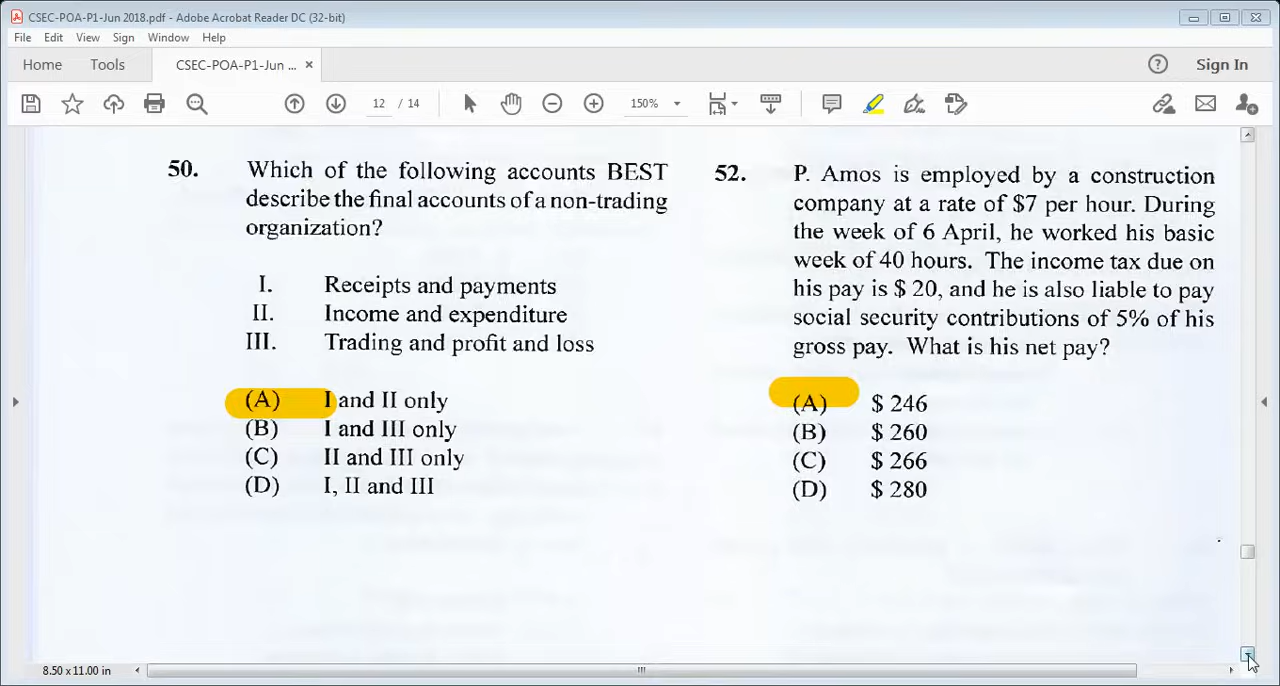 CSEC-POA-P1-Jun 2018.pdf - Adobe Acrobat Reader DC (32-bit)
File Edit View Sign Window Help
Home Tools CSEC-POA-P1-Jun ... × ? Sign In
12 / 14 150%
50. Which of the following accounts BEST
describe the final accounts of a non-trading
organization?
I. Receipts and payments
II. Income and expenditure
III. Trading and profit and loss
(A) I and II only
(B) I and III only
(C) II and III only
(D) I, II and III
52. P. Amos is employed by a construction
company at a rate of $7 per hour. During
the week of 6 April, he worked his basic
week of 40 hours. The income tax due on
his pay is $ 20, and he is also liable to pay
social security contributions of 5% of his
gross pay. What is his net pay?
(A) $ 246
(B) $ 260
(C) $ 266
(D) $ 280
8.50 x 11.00 in